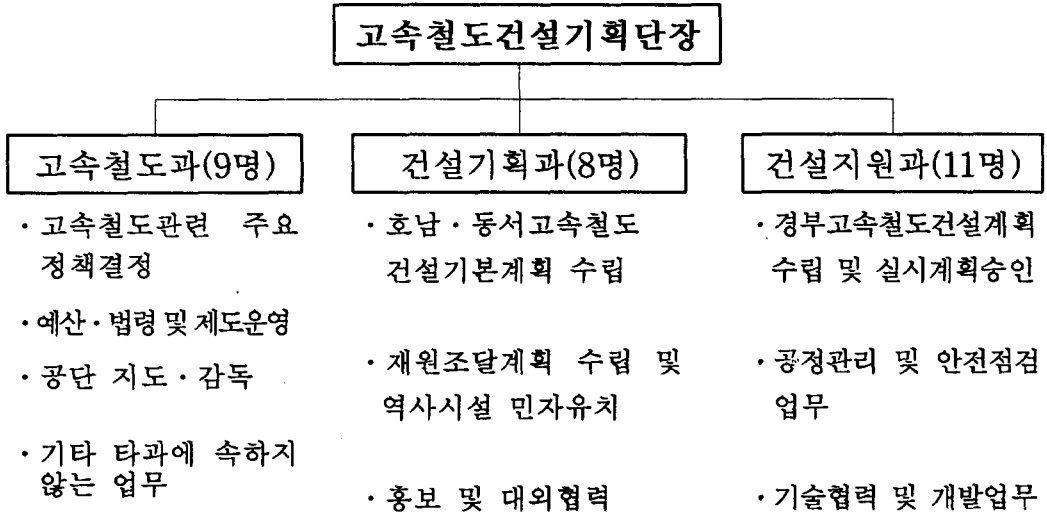 고속철도건설기획단장
고속철도과(9명)
· 고속철도관련 주요
정책결정
· 예산 · 법령 및 제도운영
· 공단 지도 · 감독
· 기타 타과에 속하지
않는 업무
건설기획과(8명)
· 호남 · 동서고속철도
건설기본계획 수립
· 재원조달계획 수립 및
역사시설 민자유치
· 홍보 및 대외협력
건설지원과(11명)
· 경부고속철도건설계획
수립 및 실시계획승인
· 공정관리 및 안전점검
업무
· 기술협력 및 개발업무